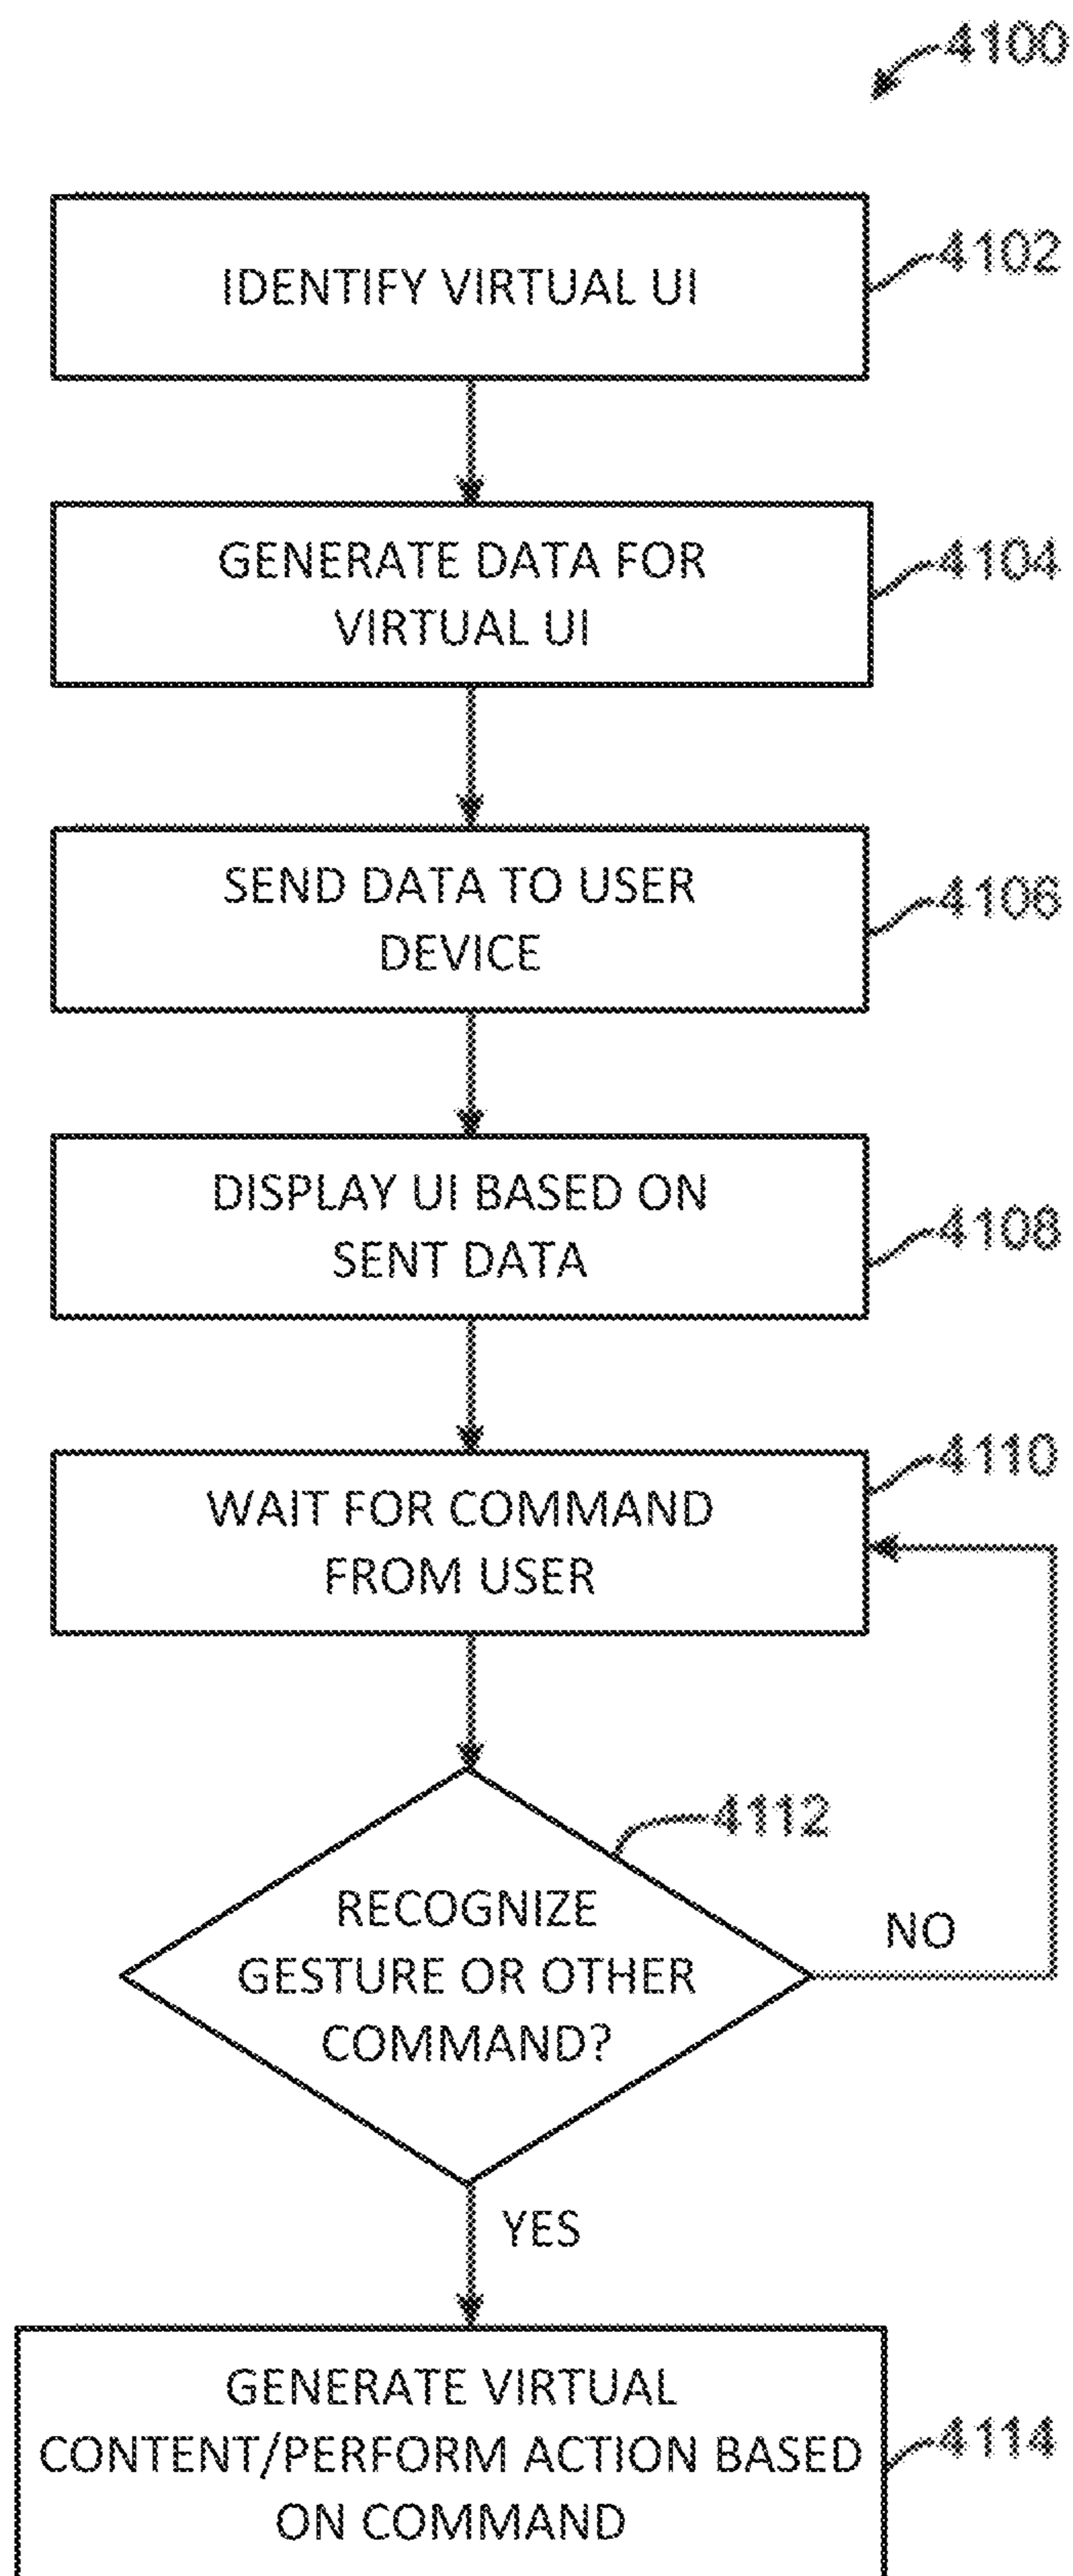 4100
IDENTIFY VIRTUAL UI
4102
GENERATE DATA FOR
VIRTUAL UI
4104
SEND DATA TO USER
DEVICE
4106
DISPLAY UI BASED ON
SENT DATA
4108
WAIT FOR COMMAND
FROM USER
4110
4112
RECOGNIZE
GESTURE OR OTHER
COMMAND?
NO
YES
GENERATE VIRTUAL
CONTENT/PERFORM ACTION BASED
ON COMMAND
4114